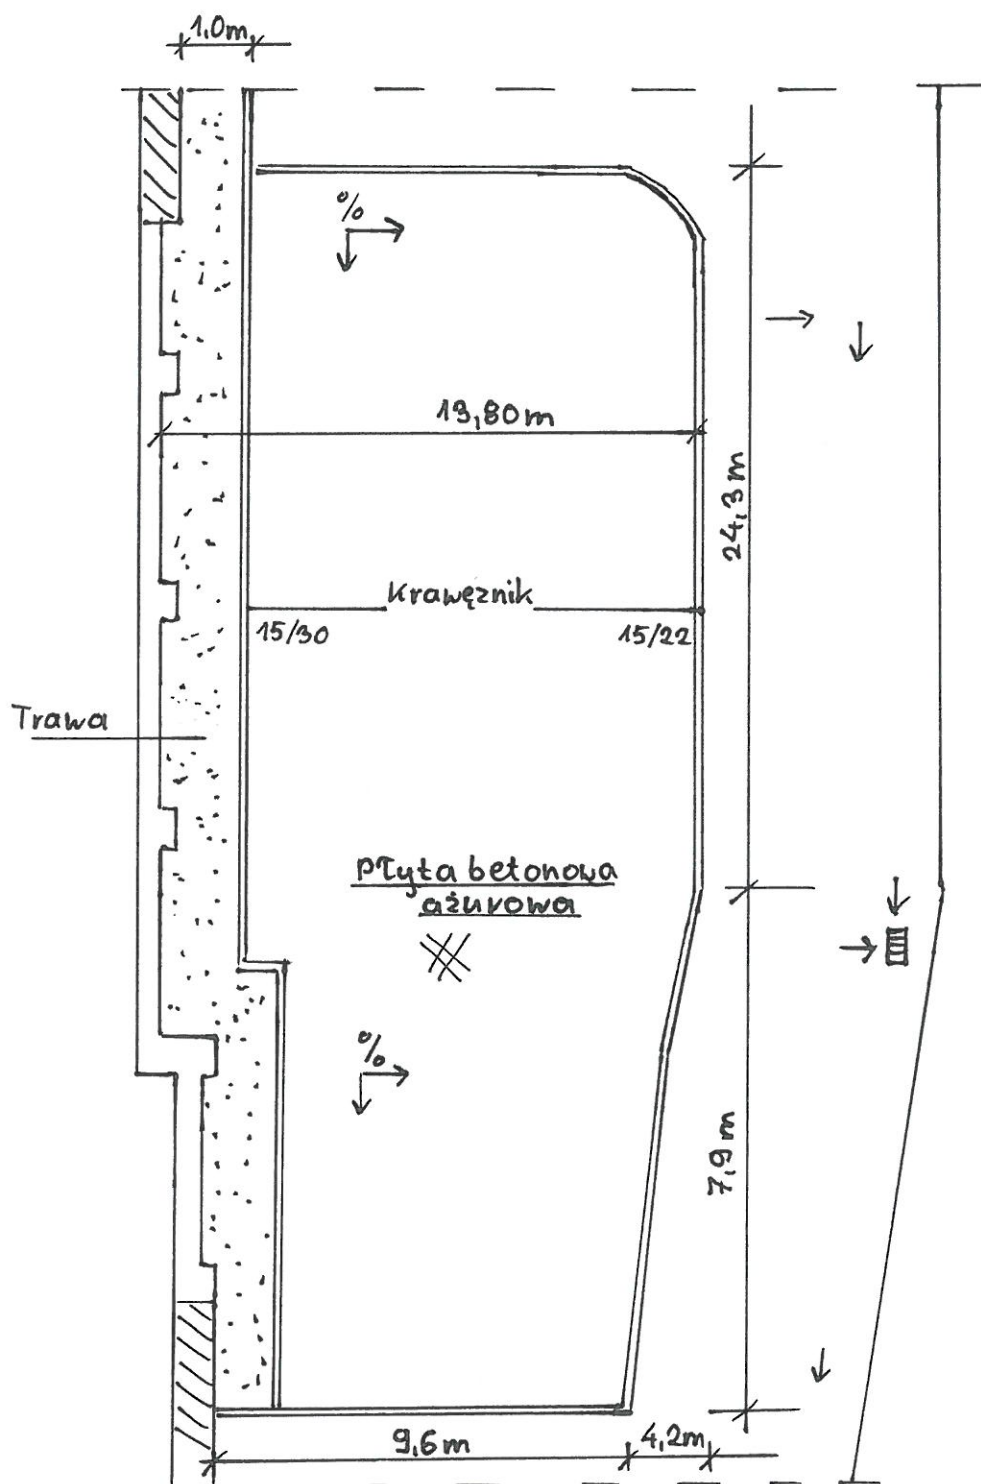 1,0m
%
13,80m
24,3m
Krawężnik
15/30
15/22
Trawa
Płyta betonowa
ażurowa
%
7,9m
9,6m
4,2m